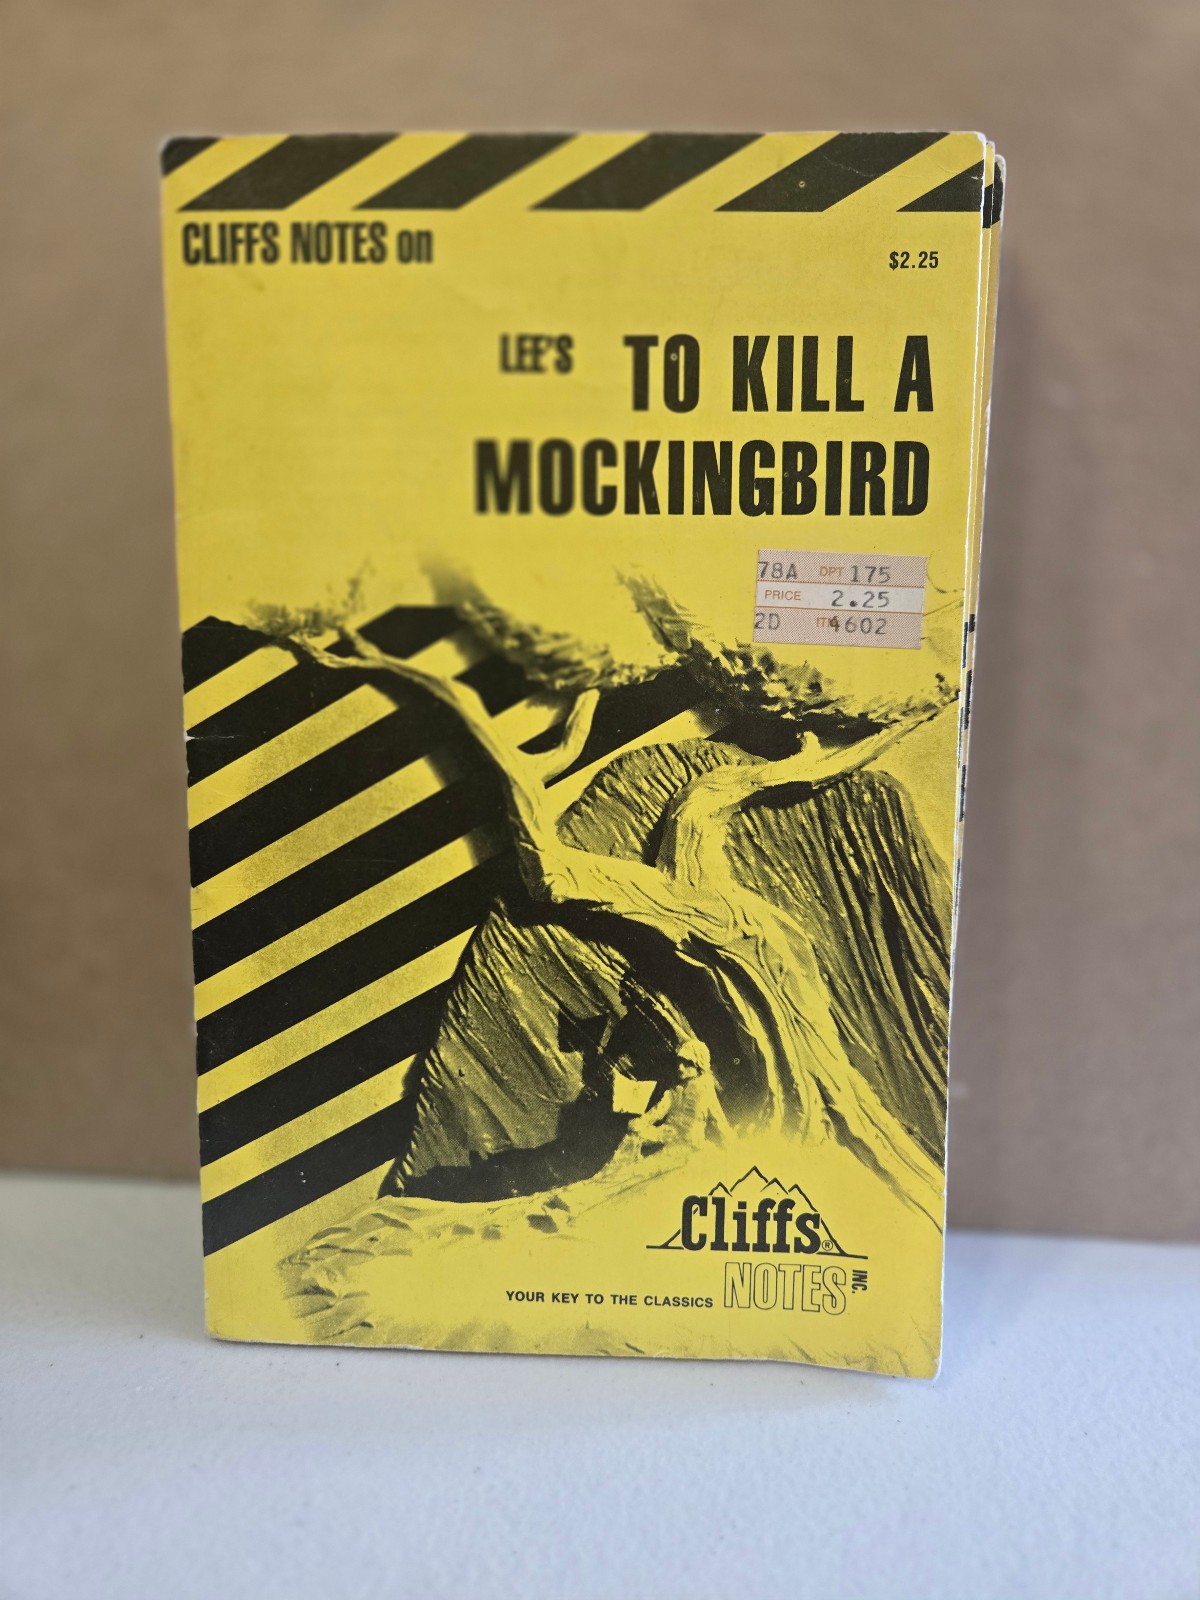 CLIFFS NOTES on
$2.25
LEE'S TO KILL A
MOCKINGBIRD
78A DPT 175
PRICE 2.25
2D ITM 4602
Cliffs®
NOTES INC.
YOUR KEY TO THE CLASSICS